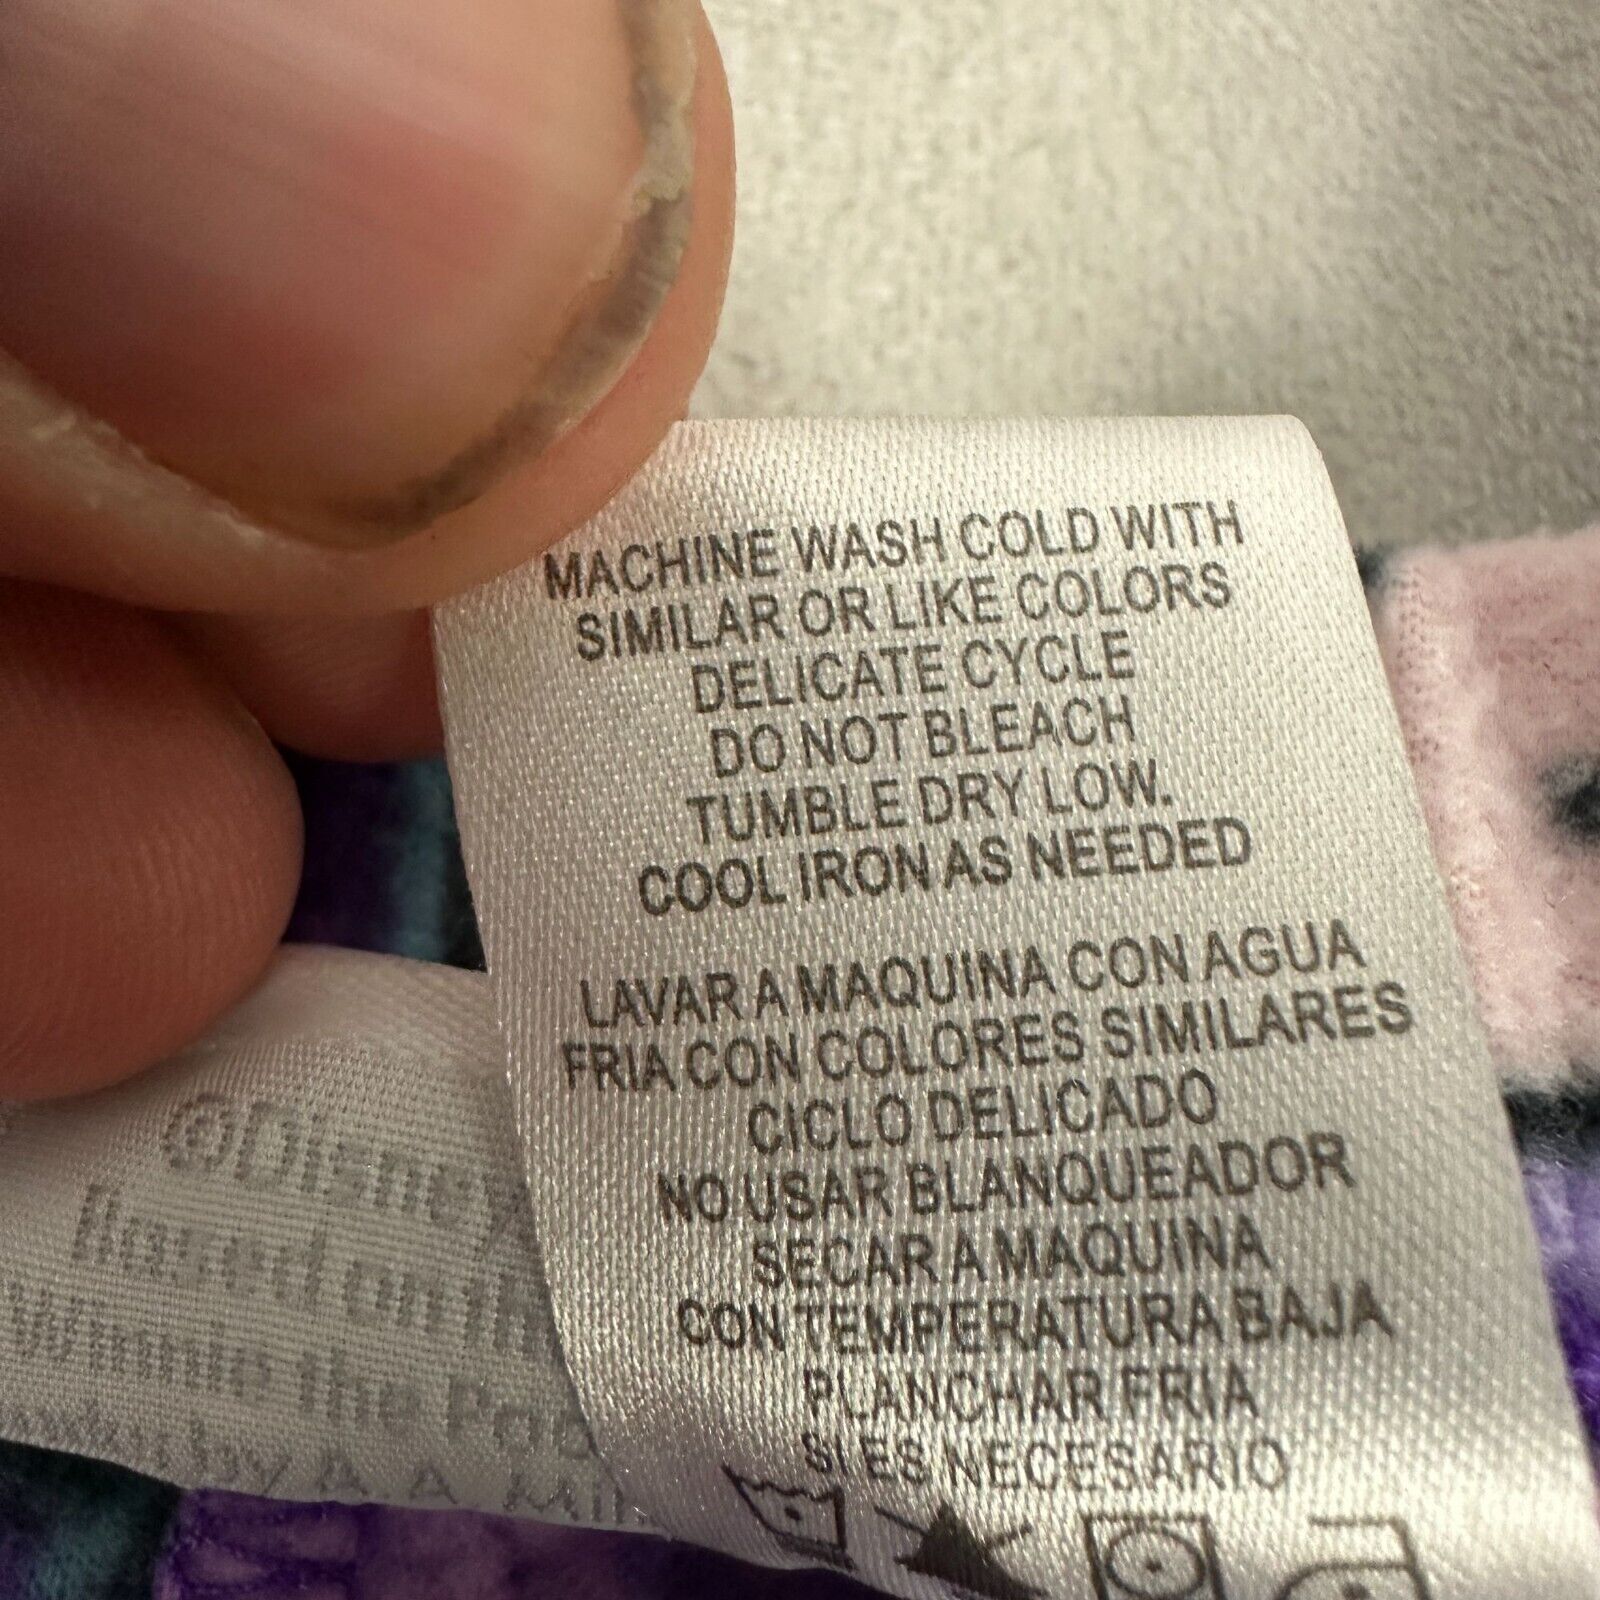 MACHINE WASH COLD WITH
SIMILAR OR LIKE COLORS
DELICATE CYCLE
DO NOT BLEACH
TUMBLE DRY LOW.
COOL IRON AS NEEDED
LAVAR A MAQUINA CON AGUA
FRIA CON COLORES SIMILARES
CICLO DELICADO
NO USAR BLANQUEADOR
SECAR A MAQUINA
CON TEMPERATURA BAJA
PLANCHAR FRIA
SI ES NECESARIO
©Disney